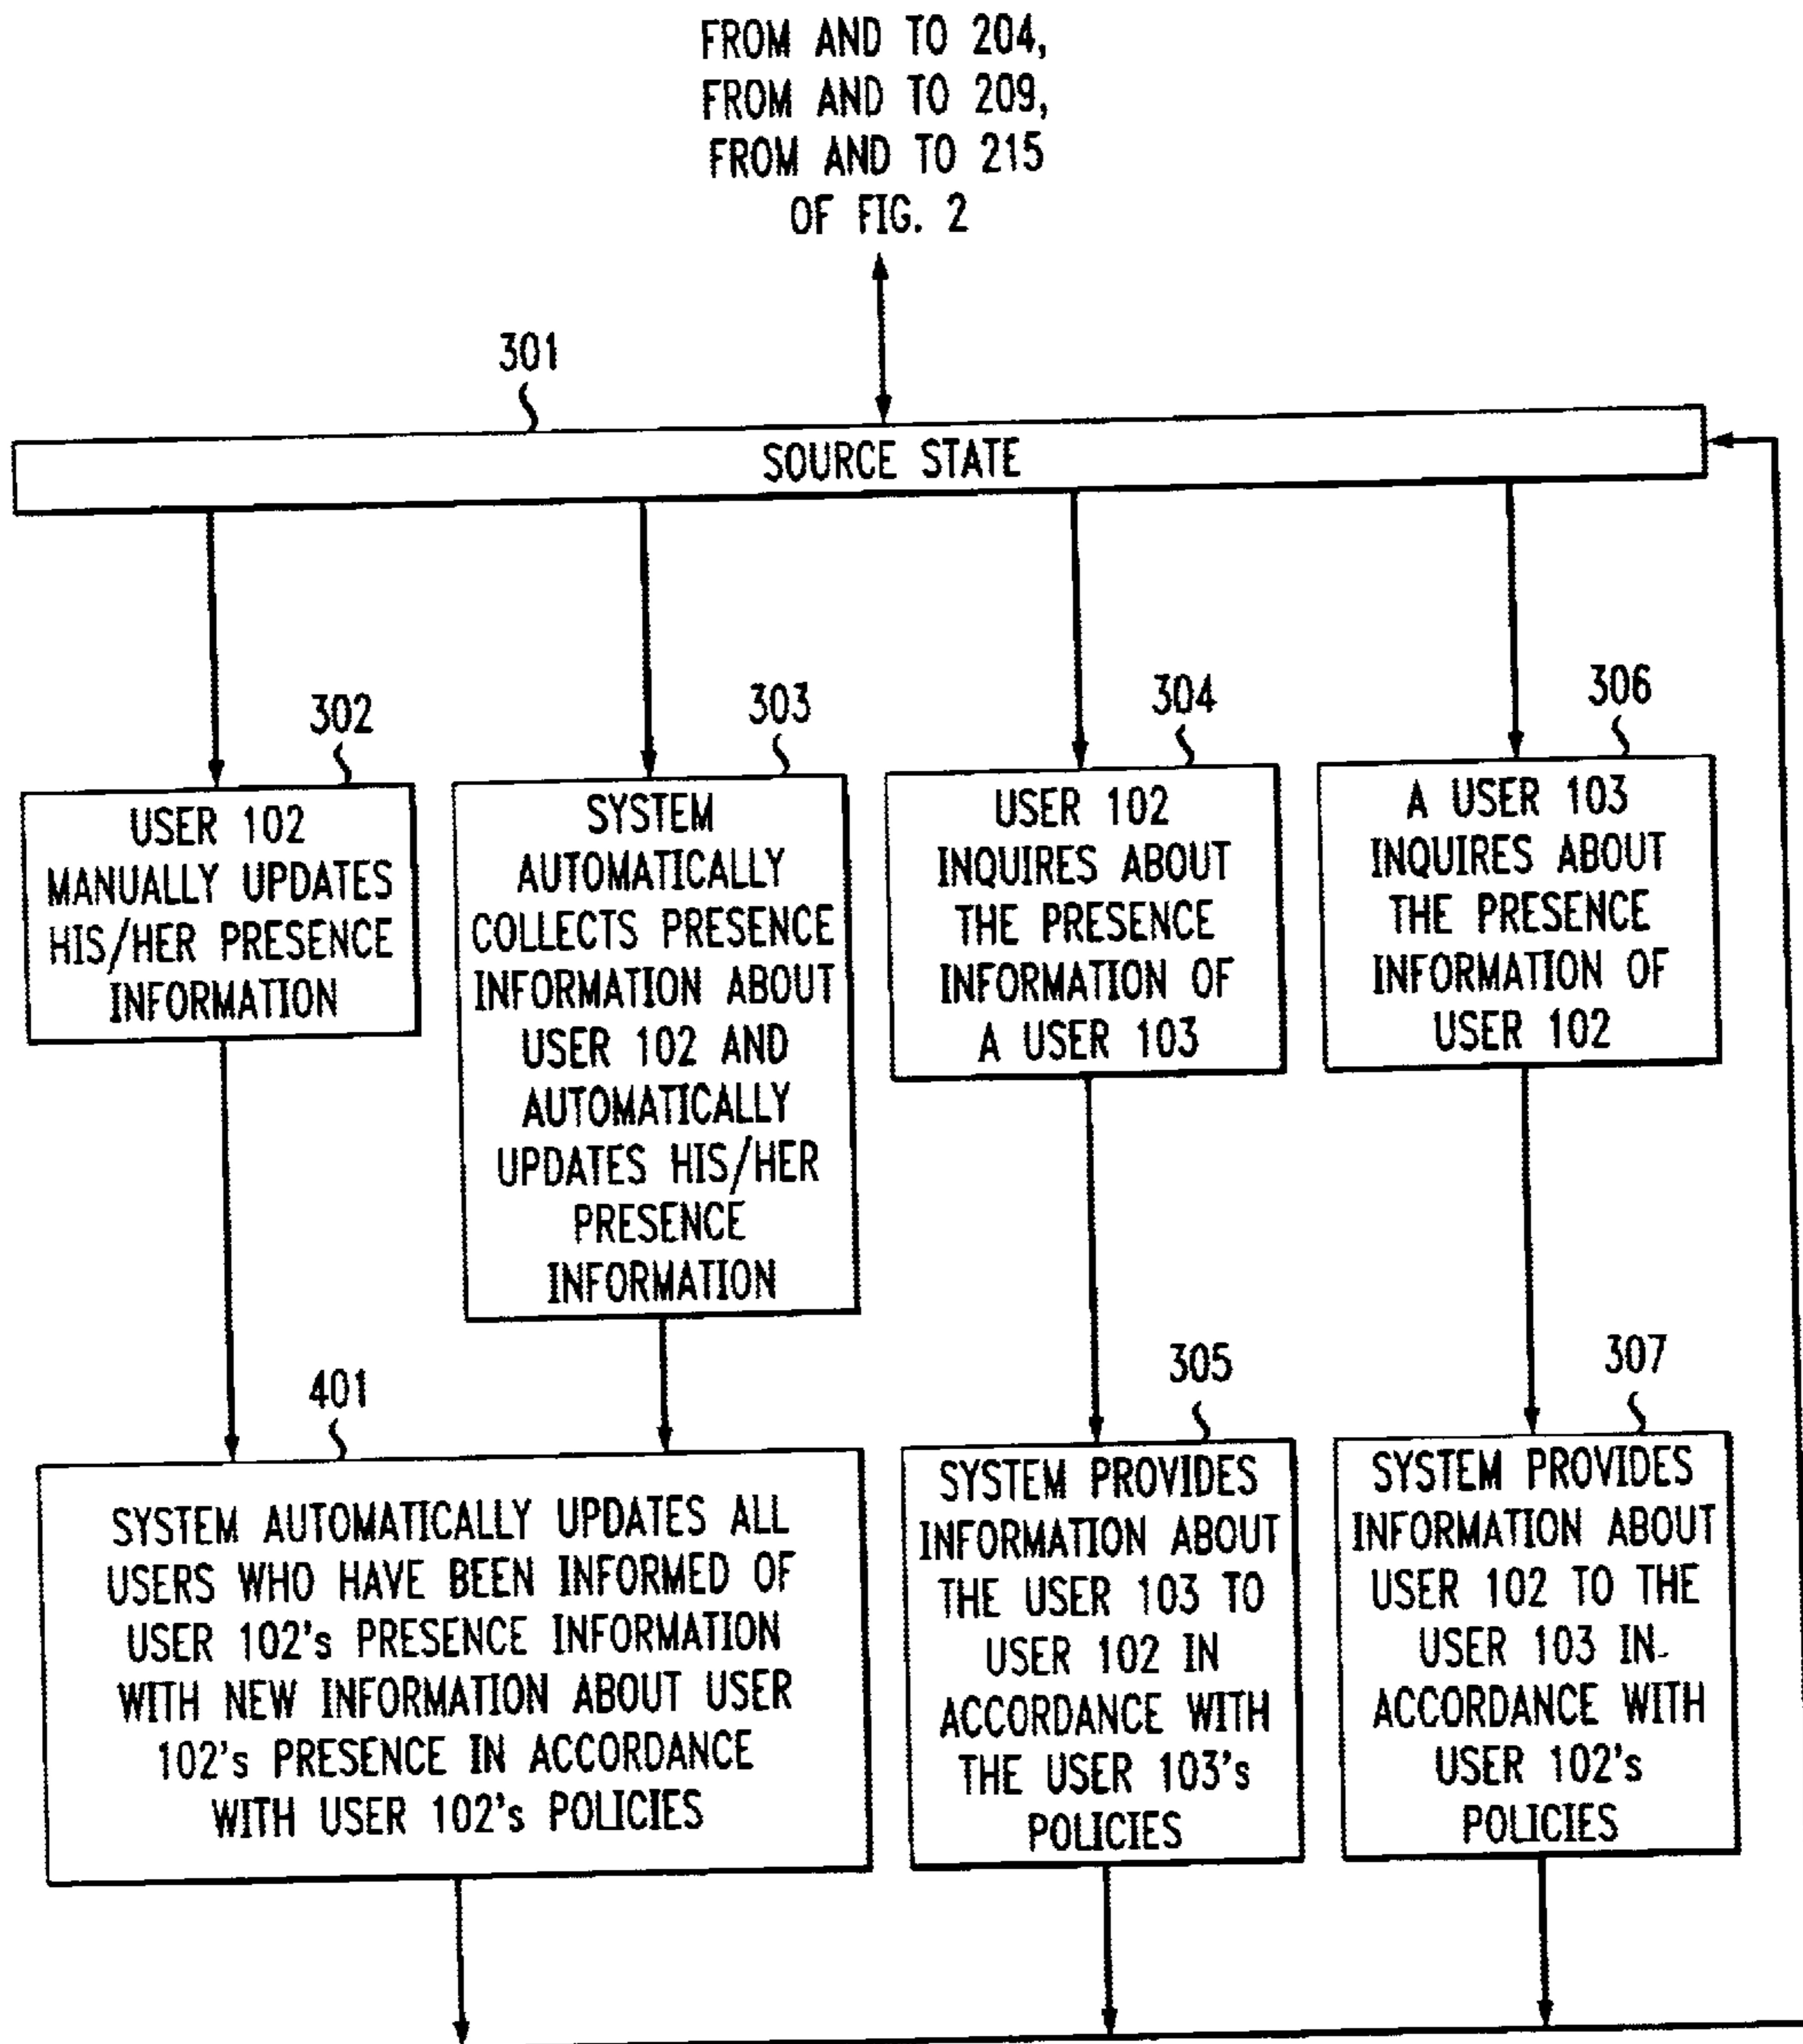 FROM AND TO 204,
FROM AND TO 209,
FROM AND TO 215
OF FIG. 2
301
SOURCE STATE
302
USER 102
MANUALLY UPDATES
HIS/HER PRESENCE
INFORMATION
303
SYSTEM
AUTOMATICALLY
COLLECTS PRESENCE
INFORMATION ABOUT
USER 102 AND
AUTOMATICALLY
UPDATES HIS/HER
PRESENCE
INFORMATION
304
USER 102
INQUIRES ABOUT
THE PRESENCE
INFORMATION OF
A USER 103
306
A USER 103
INQUIRES ABOUT
THE PRESENCE
INFORMATION OF
USER 102
401
SYSTEM AUTOMATICALLY UPDATES ALL
USERS WHO HAVE BEEN INFORMED OF
USER 102's PRESENCE INFORMATION
WITH NEW INFORMATION ABOUT USER
102's PRESENCE IN ACCORDANCE
WITH USER 102's POLICIES
305
SYSTEM PROVIDES
INFORMATION ABOUT
THE USER 103 TO
USER 102 IN
ACCORDANCE WITH
THE USER 103's
POLICIES
307
SYSTEM PROVIDES
INFORMATION ABOUT
USER 102 TO THE
USER 103 IN
ACCORDANCE WITH
USER 102's
POLICIES